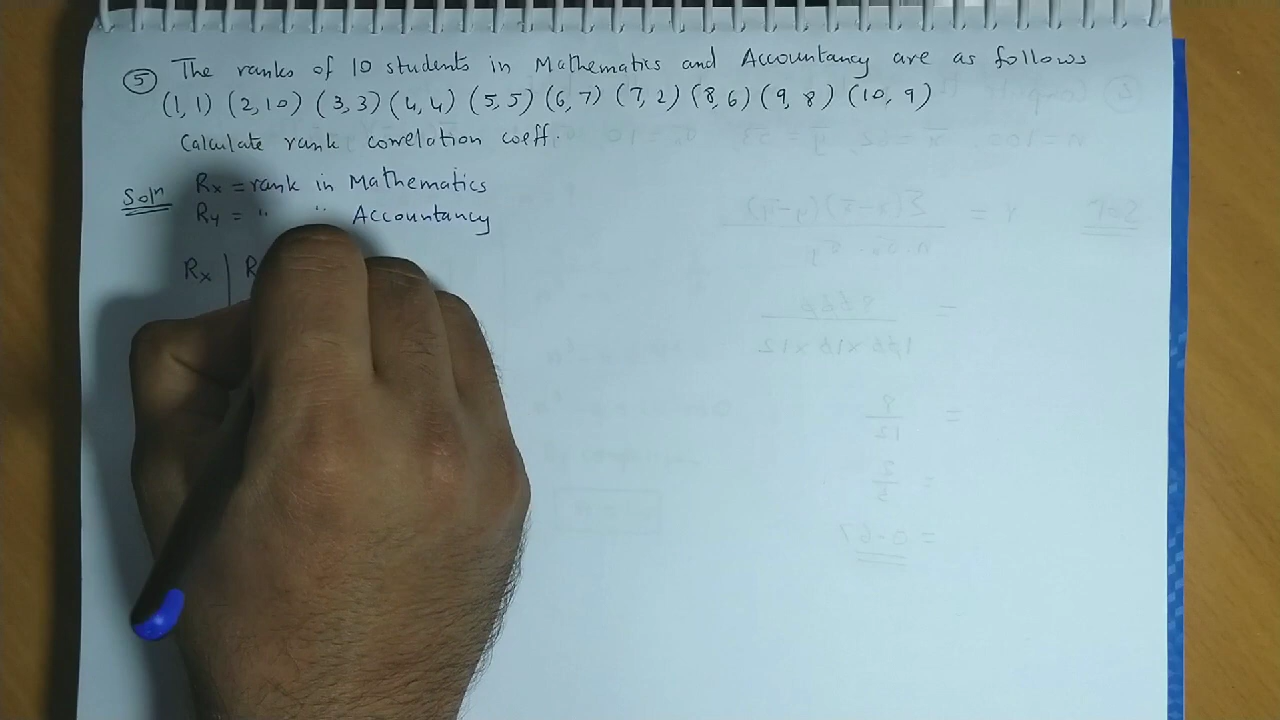 5 The ranks of 10 students in Mathematics and Accountancy are as follows
(1,1) (2,10) (3,3) (4,4) (5,5) (6,7) (7,2) (8,6) (9,8) (10,9)
Calculate rank correlation coeff.
Soln Rx = rank in Mathematics
Ry = " " Accountancy
Rx | R